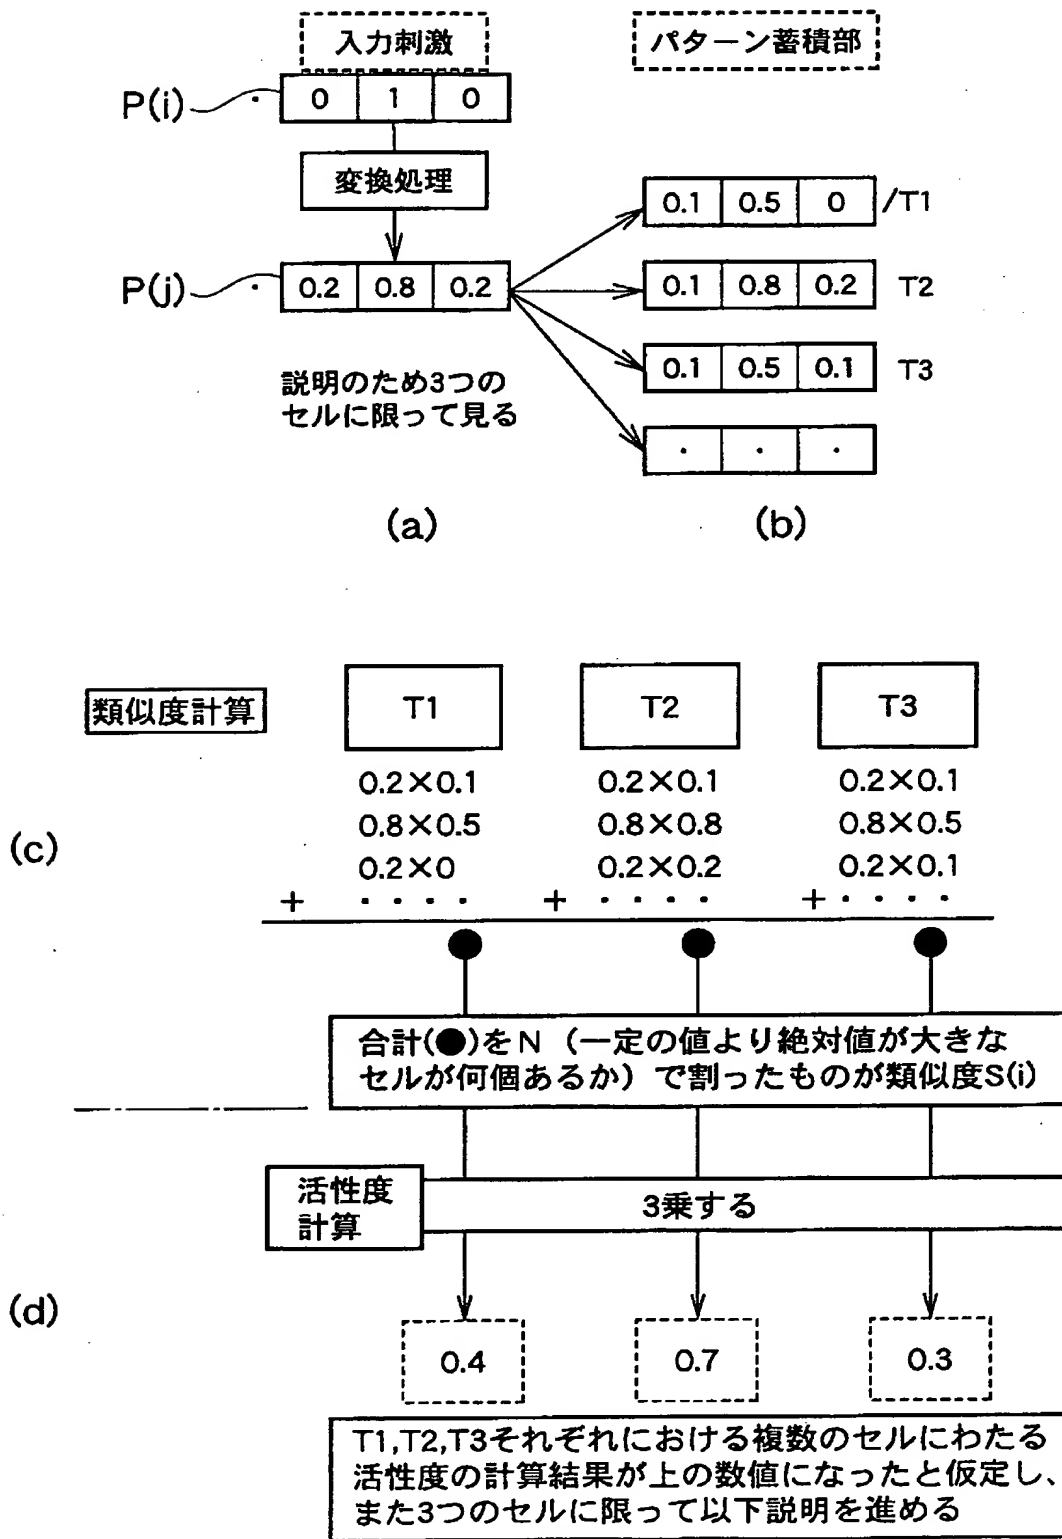 入力刺激
パターン蓄積部
P(i)
0 1 0
変換処理
0.1 0.5 0 /T1
P(j)
0.2 0.8 0.2
0.1 0.8 0.2 T2
0.1 0.5 0.1 T3
説明のため3つの
セルに限って見る
・ ・ ・
(a)
(b)
類似度計算
T1 T2 T3
0.2×0.1 0.2×0.1 0.2×0.1
0.8×0.5 0.8×0.8 0.8×0.5
(c)
0.2×0 0.2×0.2 0.2×0.1
+ ・・・・ + ・・・・ + ・・・・
合計(●)をN（一定の値より絶対値が大きな
セルが何個あるか）で割ったものが類似度S(i)
活性度
計算
3乗する
(d)
0.4 0.7 0.3
T1,T2,T3それぞれにおける複数のセルにわたる
活性度の計算結果が上の数値になったと仮定し、
また3つのセルに限って以下説明を進める